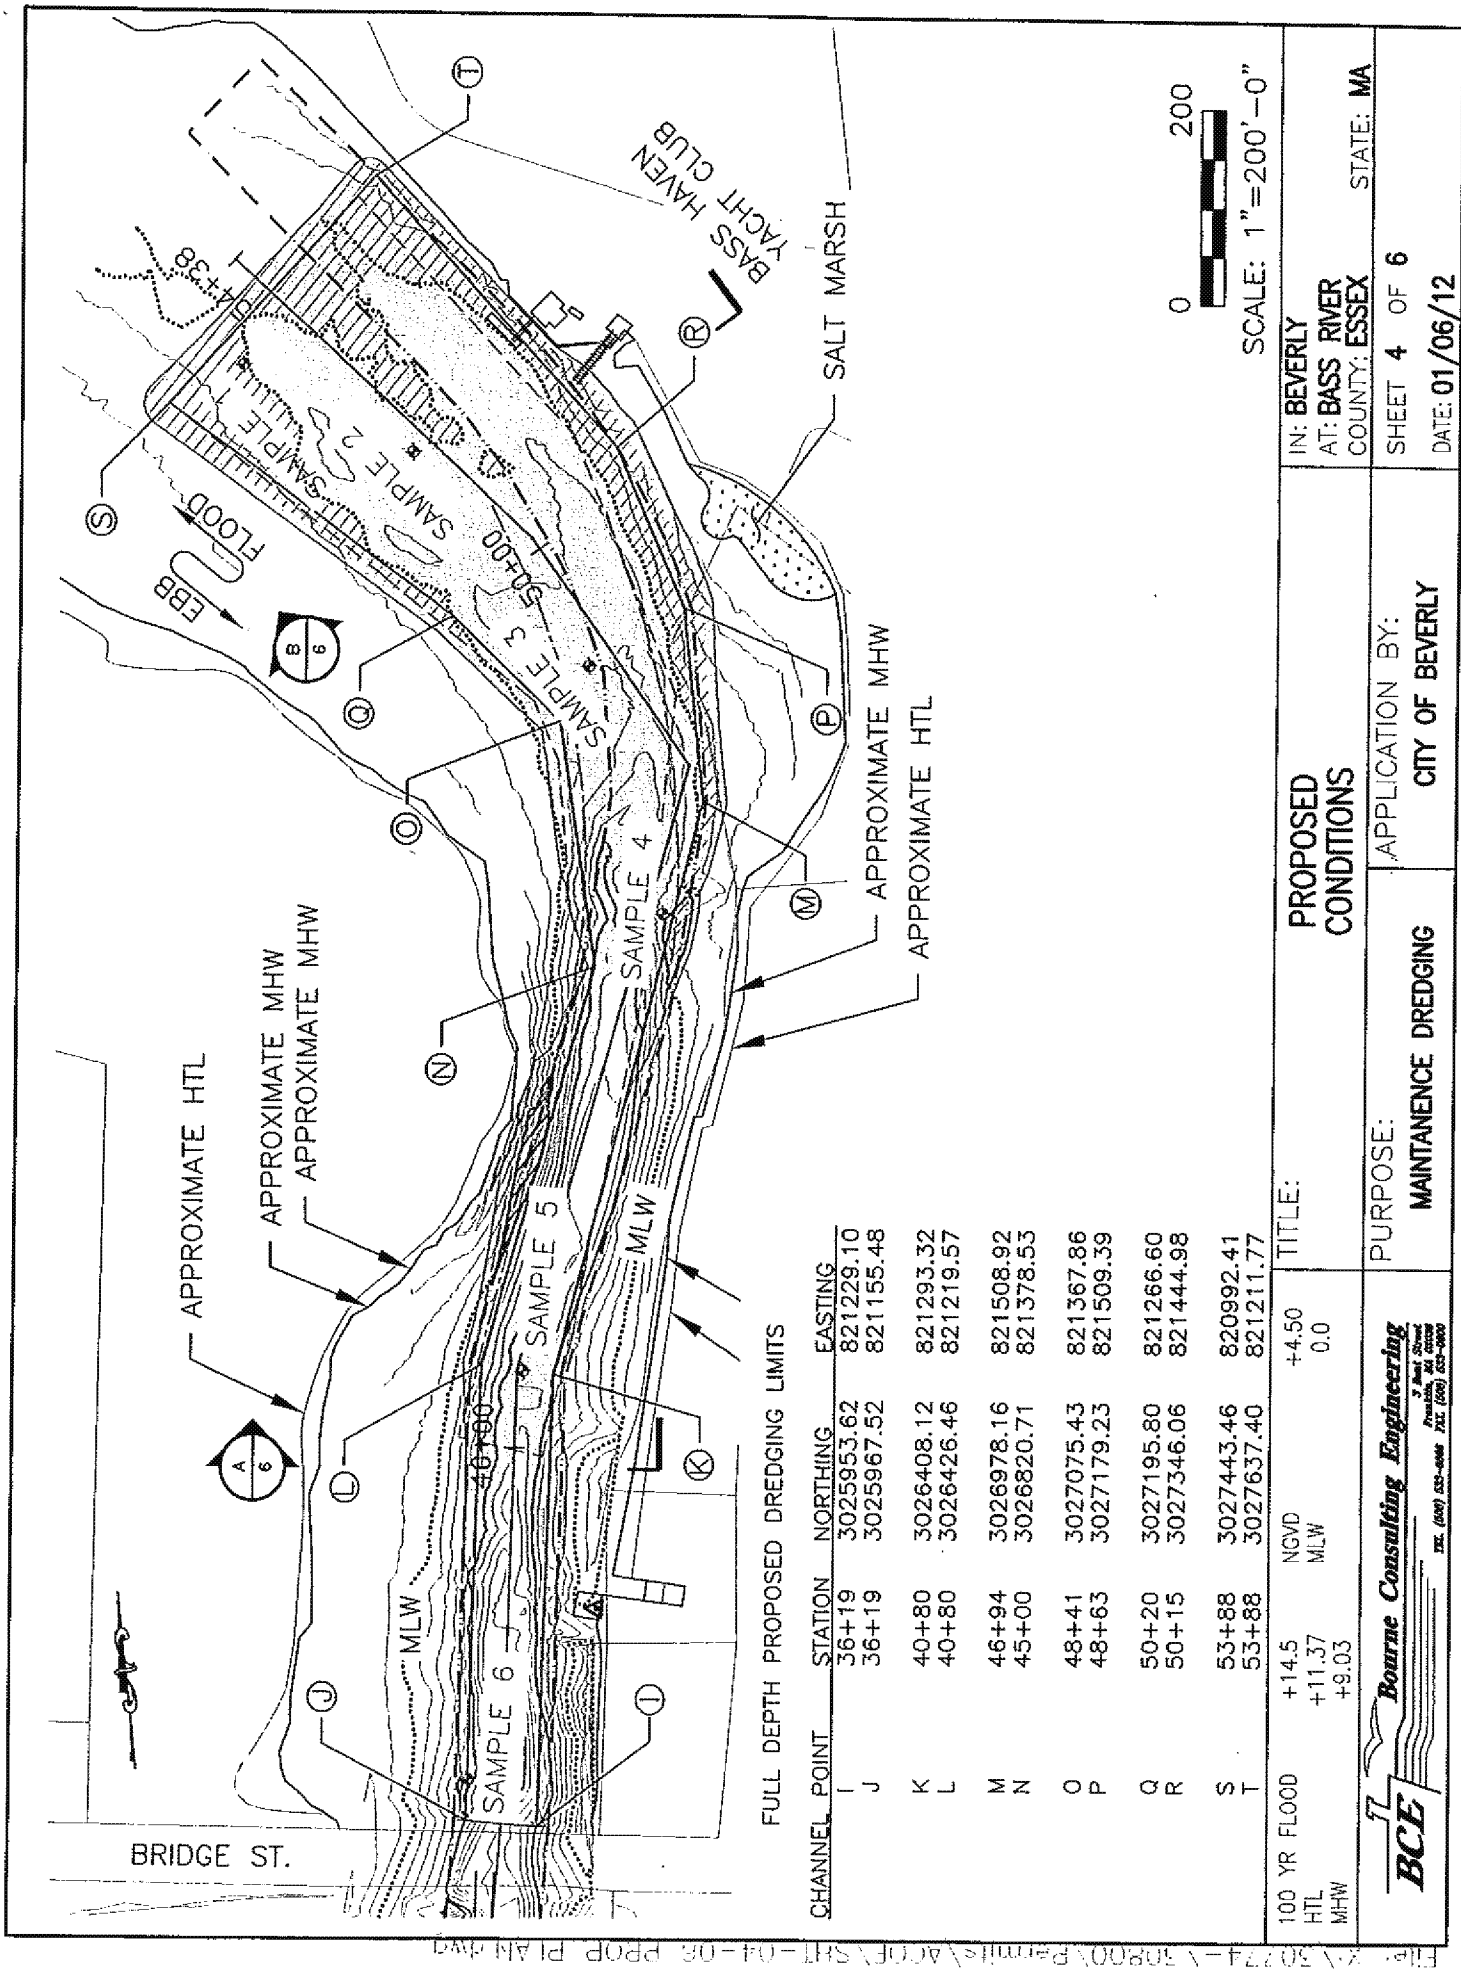 BRIDGE ST.
APPROXIMATE HTL
APPROXIMATE MHW
APPROXIMATE MHW
A
6
B
6
EBB
FLOOD
J
L
N
O
Q
S
T
R
P
M
K
I
MLW
MLW
40+00
50+00
54+38
SAMPLE 6
SAMPLE 5
SAMPLE 4
SAMPLE 3
SAMPLE 2
SAMPLE
BASS HAVEN
YACHT CLUB
SALT MARSH
APPROXIMATE MHW
APPROXIMATE HTL
0 200
SCALE: 1"=200'-0"
FULL DEPTH PROPOSED DREDGING LIMITS
CHANNEL POINT STATION NORTHING EASTING
I 36+19 3025953.62 821229.10
J 36+19 3025967.52 821155.48
K 40+80 3026408.12 821293.32
L 40+80 3026426.46 821219.57
M 46+94 3026978.16 821508.92
N 45+00 3026820.71 821378.53
O 48+41 3027075.43 821367.86
P 48+63 3027179.23 821509.39
Q 50+20 3027195.80 821266.60
R 50+15 3027346.06 821444.98
S 53+88 3027443.46 820992.41
T 53+88 3027637.40 821211.77
100 YR FLOOD +14.5 NGVD +4.50
HTL +11.37 MLW 0.0
MHW +9.03
TITLE:
PROPOSED
CONDITIONS
IN: BEVERLY
AT: BASS RIVER
COUNTY: ESSEX STATE: MA
BCE
Bourne Consulting Engineering
3 Bent Street
PURPOSE:
MAINTANENCE DREDGING
APPLICATION BY:
CITY OF BEVERLY
SHEET 4 OF 6
DATE: 01/06/12